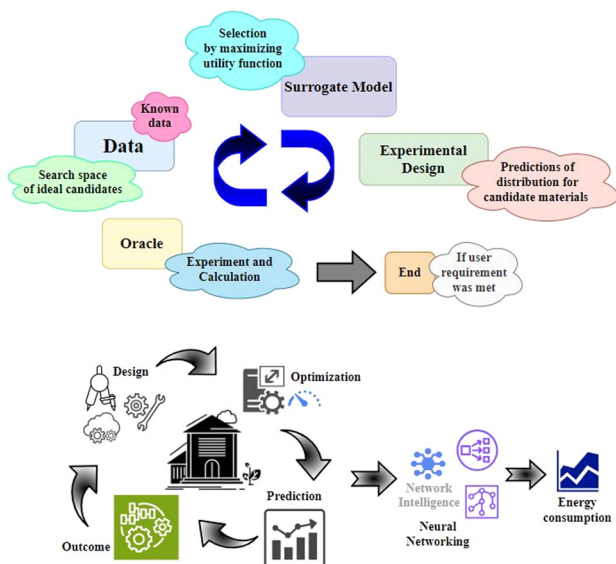 Selection
by maximizing
utility function
Surrogate Model
Known
data
Data
Search space
of ideal candidates
Experimental
Design
Predictions of
distribution for
candidate materials
Oracle
Experiment and
Calculation
End
If user
requirement
was met
Design
Optimization
Prediction
Outcome
Network
Intelligence
Neural
Networking
Energy
consumption